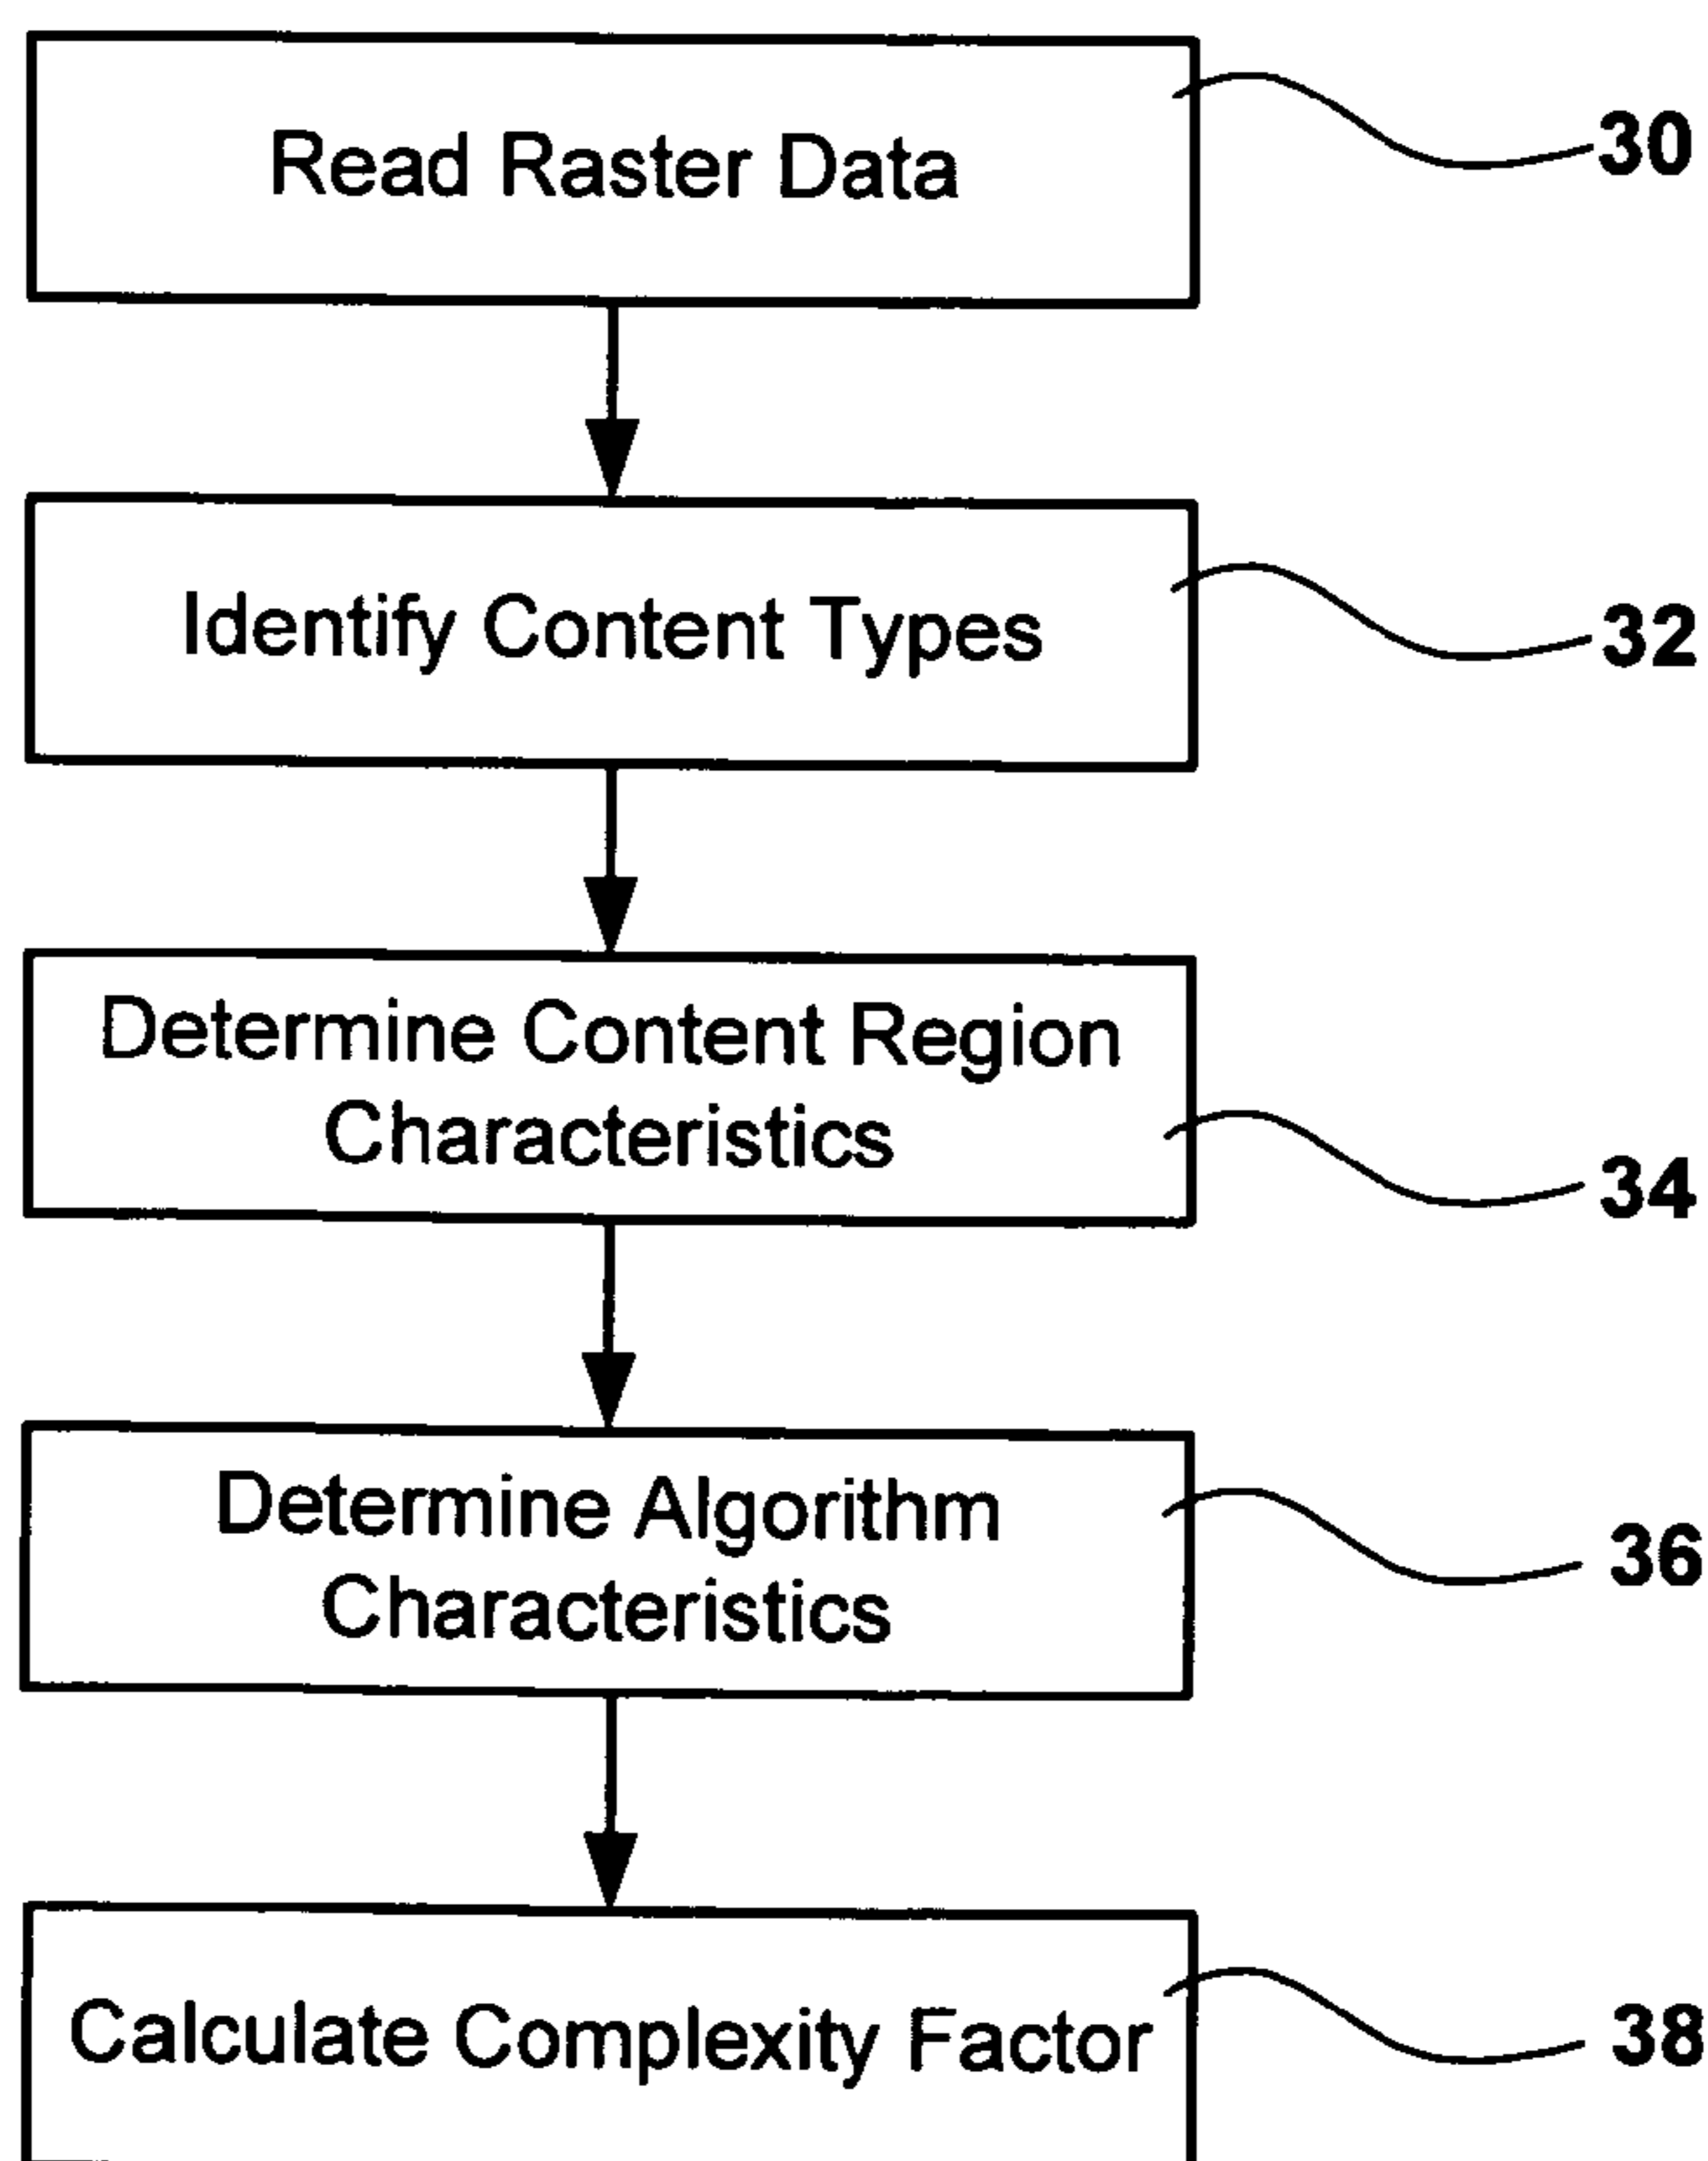 Read Raster Data
30
Identify Content Types
32
Determine Content Region
Characteristics
34
Determine Algorithm
Characteristics
36
Calculate Complexity Factor
38